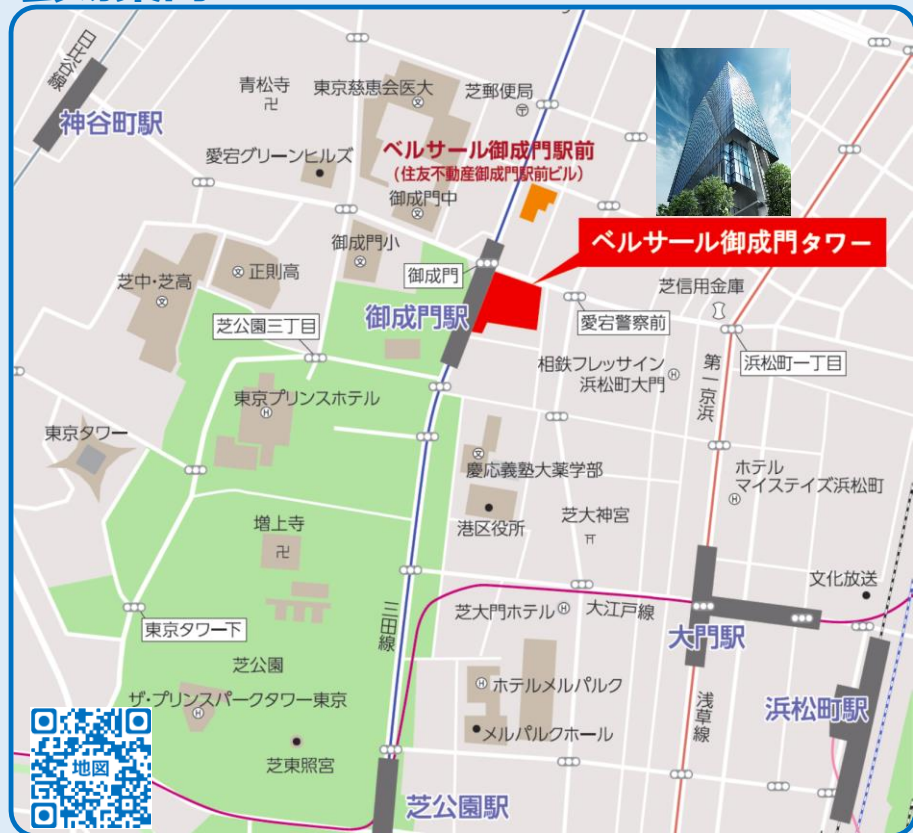 日比谷線
神谷町駅
青松寺
東京慈恵会医大
芝郵便局
愛宕グリーンヒルズ
ベルサール御成門駅前
(住友不動産御成門駅前ビル)
御成門中
ベルサール御成門タワー
御成門小
御成門
正則高
芝中・芝高
芝信用金庫
芝公園三丁目
御成門駅
愛宕警察前
相鉄フレッサイン
浜松町大門
第一京浜
浜松町一丁目
東京プリンスホテル
東京タワー
慶応義塾大薬学部
ホテル
マイステイズ浜松町
港区役所
芝大神宮
増上寺
文化放送
三田線
芝大門ホテル
大江戸線
東京タワー下
大門駅
芝公園
ホテルメルパルク
ザ・プリンスパークタワー東京
浜松町駅
浅草線
メルパルクホール
地図
芝東照宮
芝公園駅